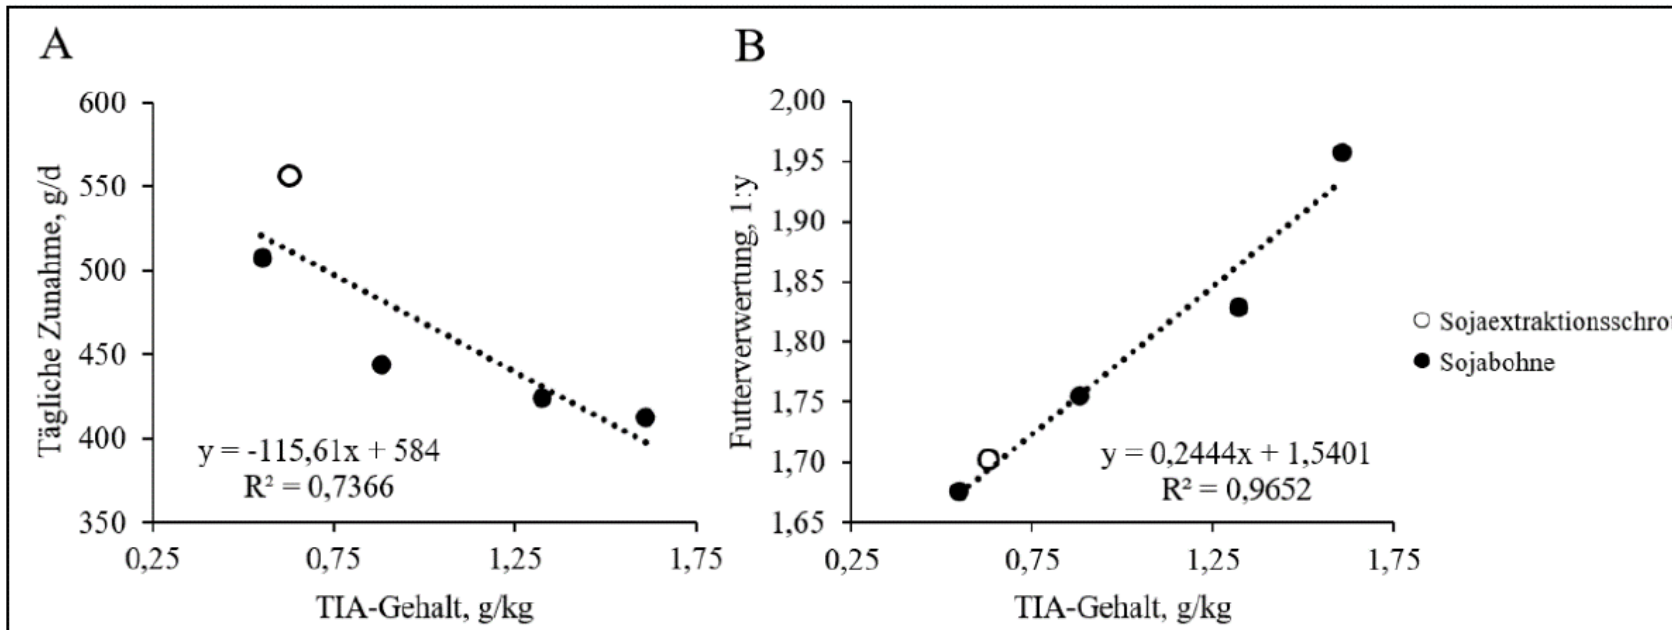 A
600
550
500
450
400
350
Tägliche Zunahme, g/d
y = -115,61x + 584
R² = 0,7366
0,25 0,75 1,25 1,75
TIA-Gehalt, g/kg
B
2,00
1,95
1,90
1,85
1,80
1,75
1,70
1,65
Futterverwertung, 1:y
y = 0,2444x + 1,5401
R² = 0,9652
0,25 0,75 1,25 1,75
TIA-Gehalt, g/kg
Sojaextraktionsschrot
Sojabohne